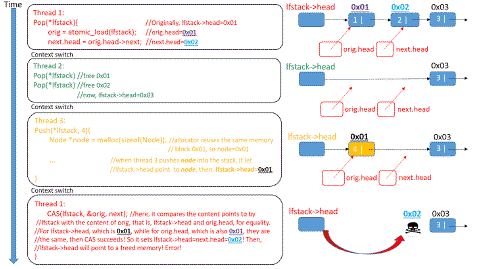 Time
Thread 1:
Pop(*lfstack){ //Originally, lfstack->head=0x01
orig = atomic_load(lfstack); //orig.head=0x01
next.head = orig.head->next; //next.head=0x02
Context switch
Thread 2:
Pop(*lfstack) //free 0x01
Pop(*lfstack) //free 0x02
//now, lfstack->head=0x03
Context switch
Thread 3:
Push(*lfstack, 4){
Node *node = malloc(sizeof(Node)); //allocator reuses the same memory
// block 0x01, so node=0x01
... //when thread 3 pushes node into the stack, it let
//lfstack->head point to node, then, lfstack->head=0x01
}
Context switch
Thread 1:
CAS(lfstack, &orig, next); //here, it compares the content points to by
//lfstack with the content of orig, that is, lfstack->head and orig.head, for equality.
//For lfstack->head, which is 0x01, while for orig.head, which is also 0x01, they are
//the same, then CAS succeeds! So it sets lfstack->head=next.head=0x02! Then,
//lfstack->head will point to a freed memory! Error!
}
lfstack->head
0x01
0x02
0x03
1
2
3
orig.head
next.head
lfstack->head
0x03
3
orig.head
next.head
lfstack->head
0x01
0x03
4
3
orig.head
next.head
lfstack->head
0x02
0x03
3